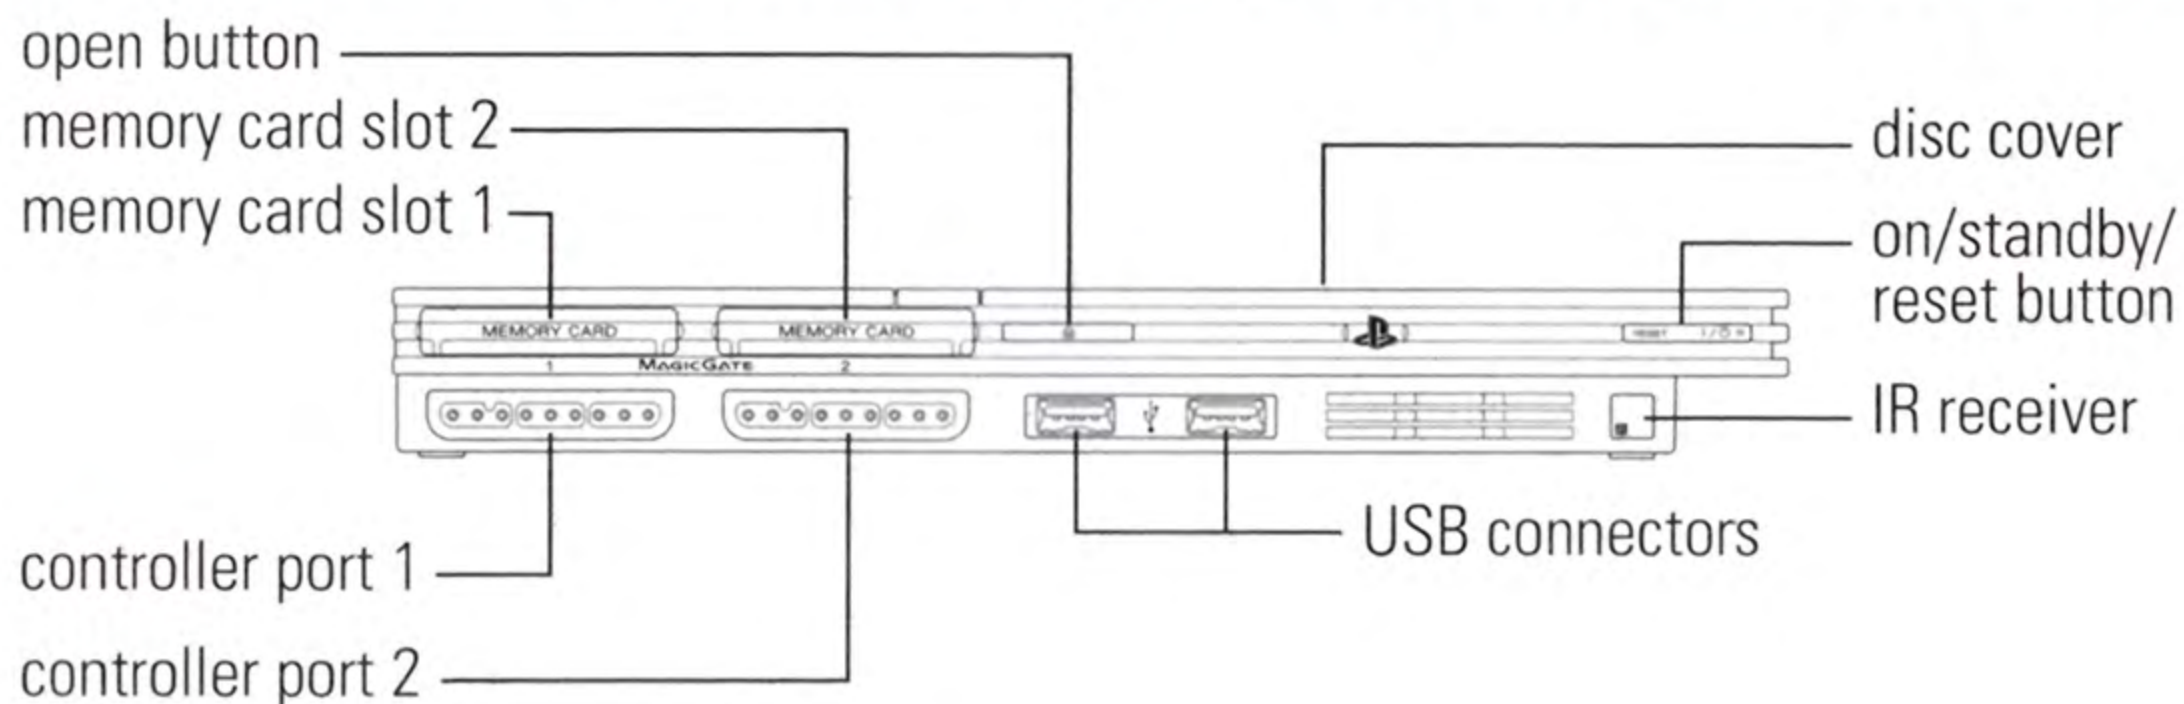 open button
memory card slot 2
memory card slot 1
disc cover
on/standby/
reset button
IR receiver
MEMORY CARD
MEMORY CARD
RESET
1
MAGICGATE
2
USB connectors
controller port 1
controller port 2